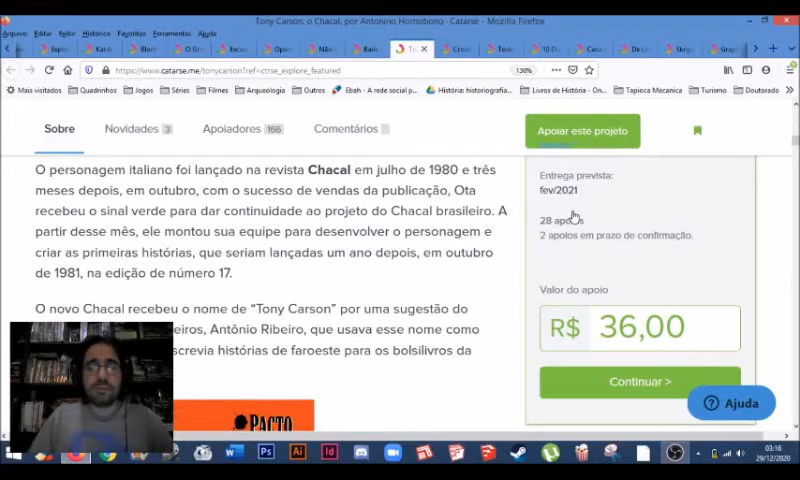 Tony Carson: o Chacal, por Antonino Homobono - Catarse - Mozilla Firefox
Arquivo Editar Exibir Histórico Favoritos Ferramentas Ajuda
https://www.catarse.me/tonycarson?ref=ctrse_explore_featured
130%
Mais visitados Quadrinhos Jogos Séries Filmes Arqueologia Outros Ebah - A rede social p... História: historiografia... Livros de História - On... Tapioca Mecanica Turismo Doutorado
Sobre Novidades 3 Apoiadores 166 Comentários
Apoiar este projeto
O personagem italiano foi lançado na revista Chacal em julho de 1980 e três
meses depois, em outubro, com o sucesso de vendas da publicação, Ota
recebeu o sinal verde para dar continuidade ao projeto do Chacal brasileiro. A
partir desse mês, ele montou sua equipe para desenvolver o personagem e
criar as primeiras histórias, que seriam lançadas um ano depois, em outubro
de 1981, na edição de número 17.
O novo Chacal recebeu o nome de “Tony Carson” por uma sugestão do
eiros, Antônio Ribeiro, que usava esse nome como
screvia histórias de faroeste para os bolsilivros da
PACTO
Entrega prevista:
fev/2021
28 apoios
2 apoios em prazo de confirmação.
Valor do apoio
R$ 36,00
Continuar >
Ajuda
03:16
29/12/2020